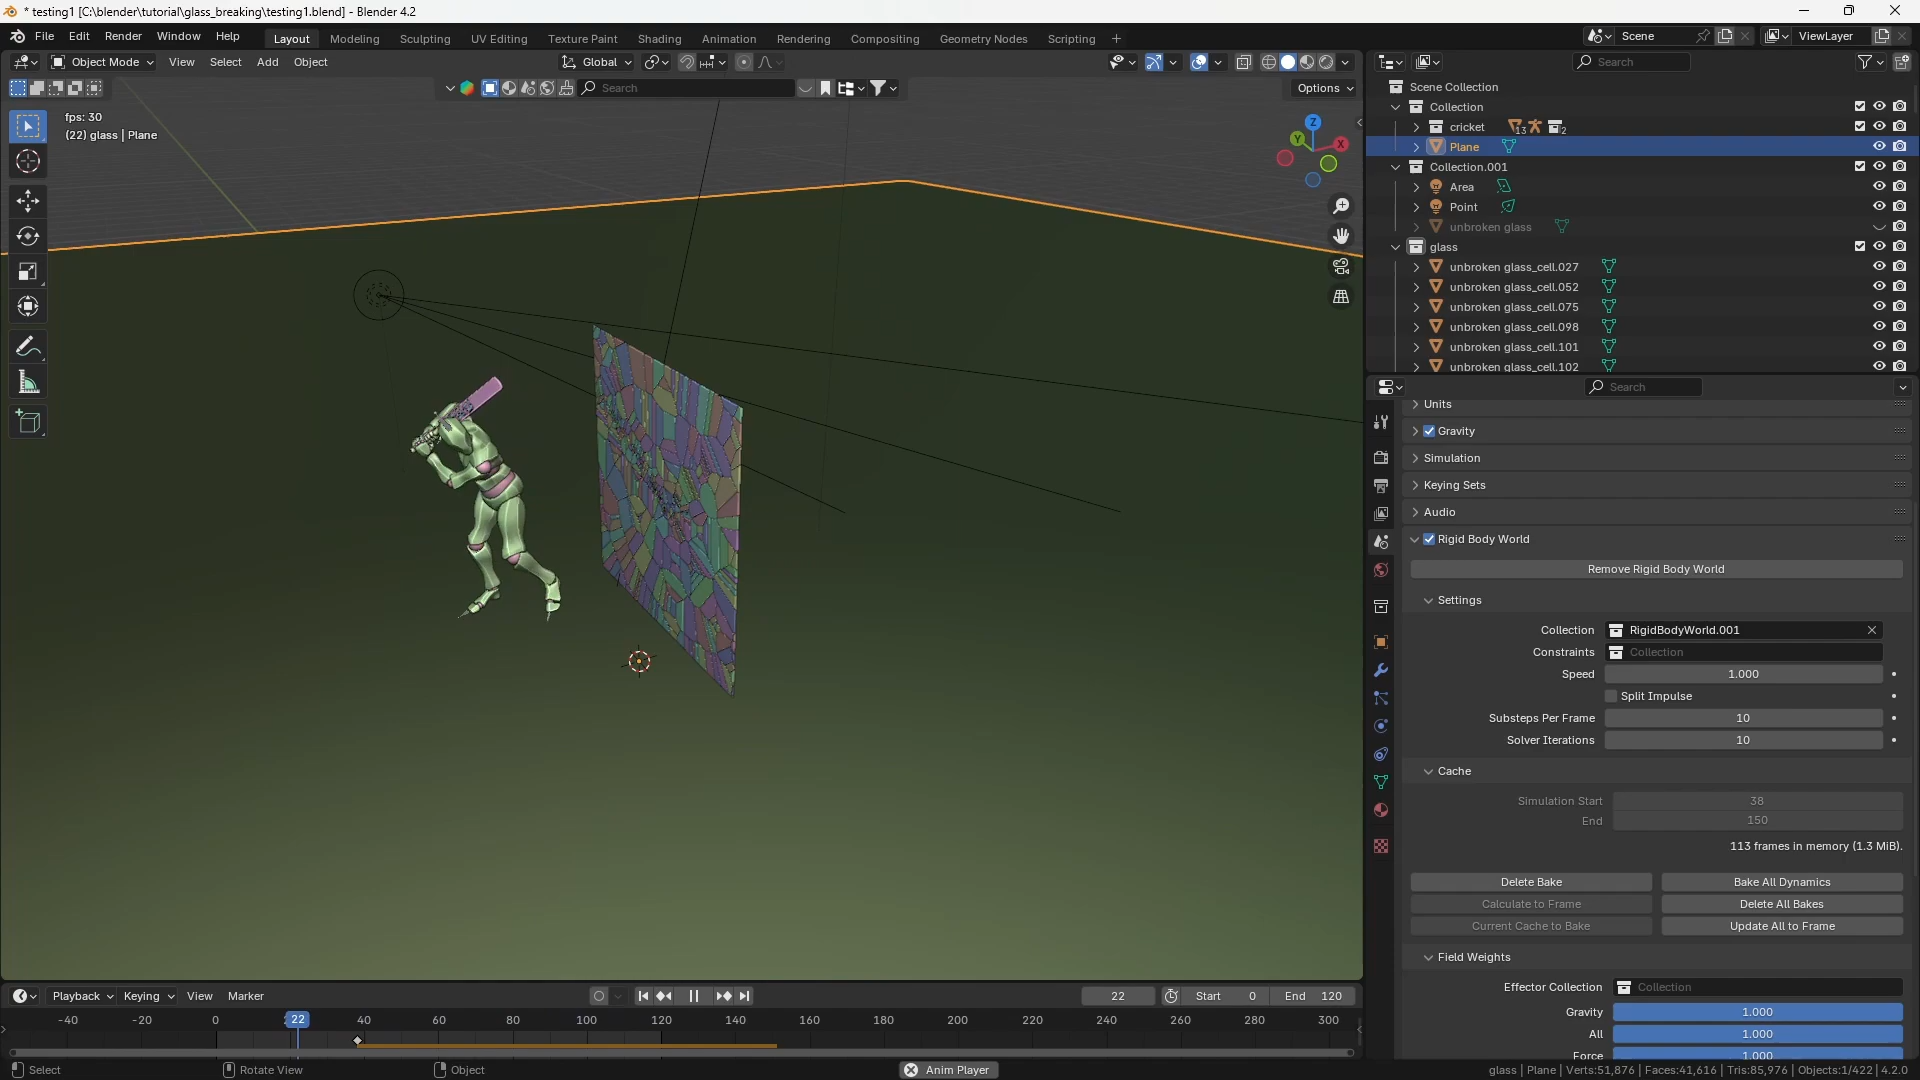 * testing1 [C:\blender\tutorial\glass_breaking\testing1.blend] - Blender 4.2
File Edit Render Window Help Layout Modeling Sculpting UV Editing Texture Paint Shading Animation Rendering Compositing Geometry Nodes Scripting + Scene ViewLayer
Object Mode View Select Add Object Global Search
Search Options
Scene Collection
Collection
fps: 30
(22) glass | Plane
cricket 13 2
Plane
Collection.001
Area
Point
unbroken glass
glass
unbroken glass_cell.027
unbroken glass_cell.052
unbroken glass_cell.075
unbroken glass_cell.098
unbroken glass_cell.101
unbroken glass_cell.102
Z
Y
X
Search
Units
Gravity
Simulation
Keying Sets
Audio
Rigid Body World
Remove Rigid Body World
Settings
Collection RigidBodyWorld.001
Constraints Collection
Speed 1.000
Split Impulse
Substeps Per Frame 10
Solver Iterations 10
Cache
Simulation Start 38
End 150
113 frames in memory (1.3 MiB).
Delete Bake Bake All Dynamics
Calculate to Frame Delete All Bakes
Current Cache to Bake Update All to Frame
Field Weights
Effector Collection Collection
Gravity 1.000
All 1.000
Force 1.000
Playback Keying View Marker 22 Start 0 End 120
-40 -20 0 22 40 60 80 100 120 140 160 180 200 220 240 260 280 300
Select Rotate View Object Anim Player glass | Plane | Verts:51,876 | Faces:41,616 | Tris:85,976 | Objects:1/422 | 4.2.0